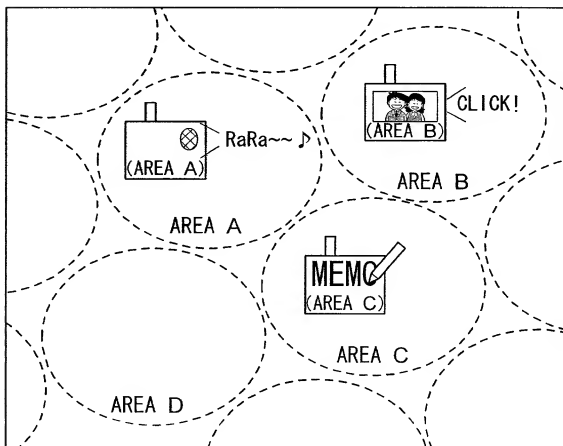 RaRa~~♪
(AREA A)
AREA A
CLICK!
(AREA B)
AREA B
MEMO
(AREA C)
AREA C
AREA D